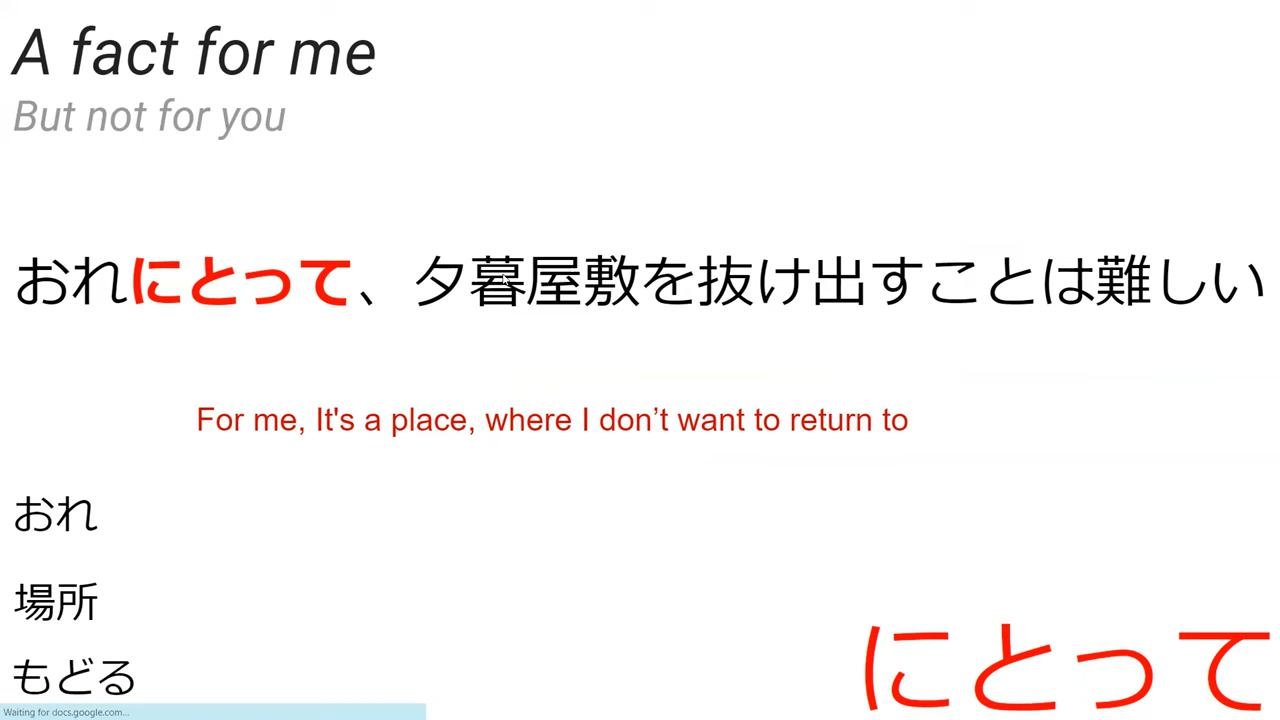 A fact for me
But not for you
おれにとって、夕暮屋敷を抜け出すことは難しい
For me, It's a place, where I don’t want to return to
おれ
場所
もどる
にとって
Waiting for docs.google.com...